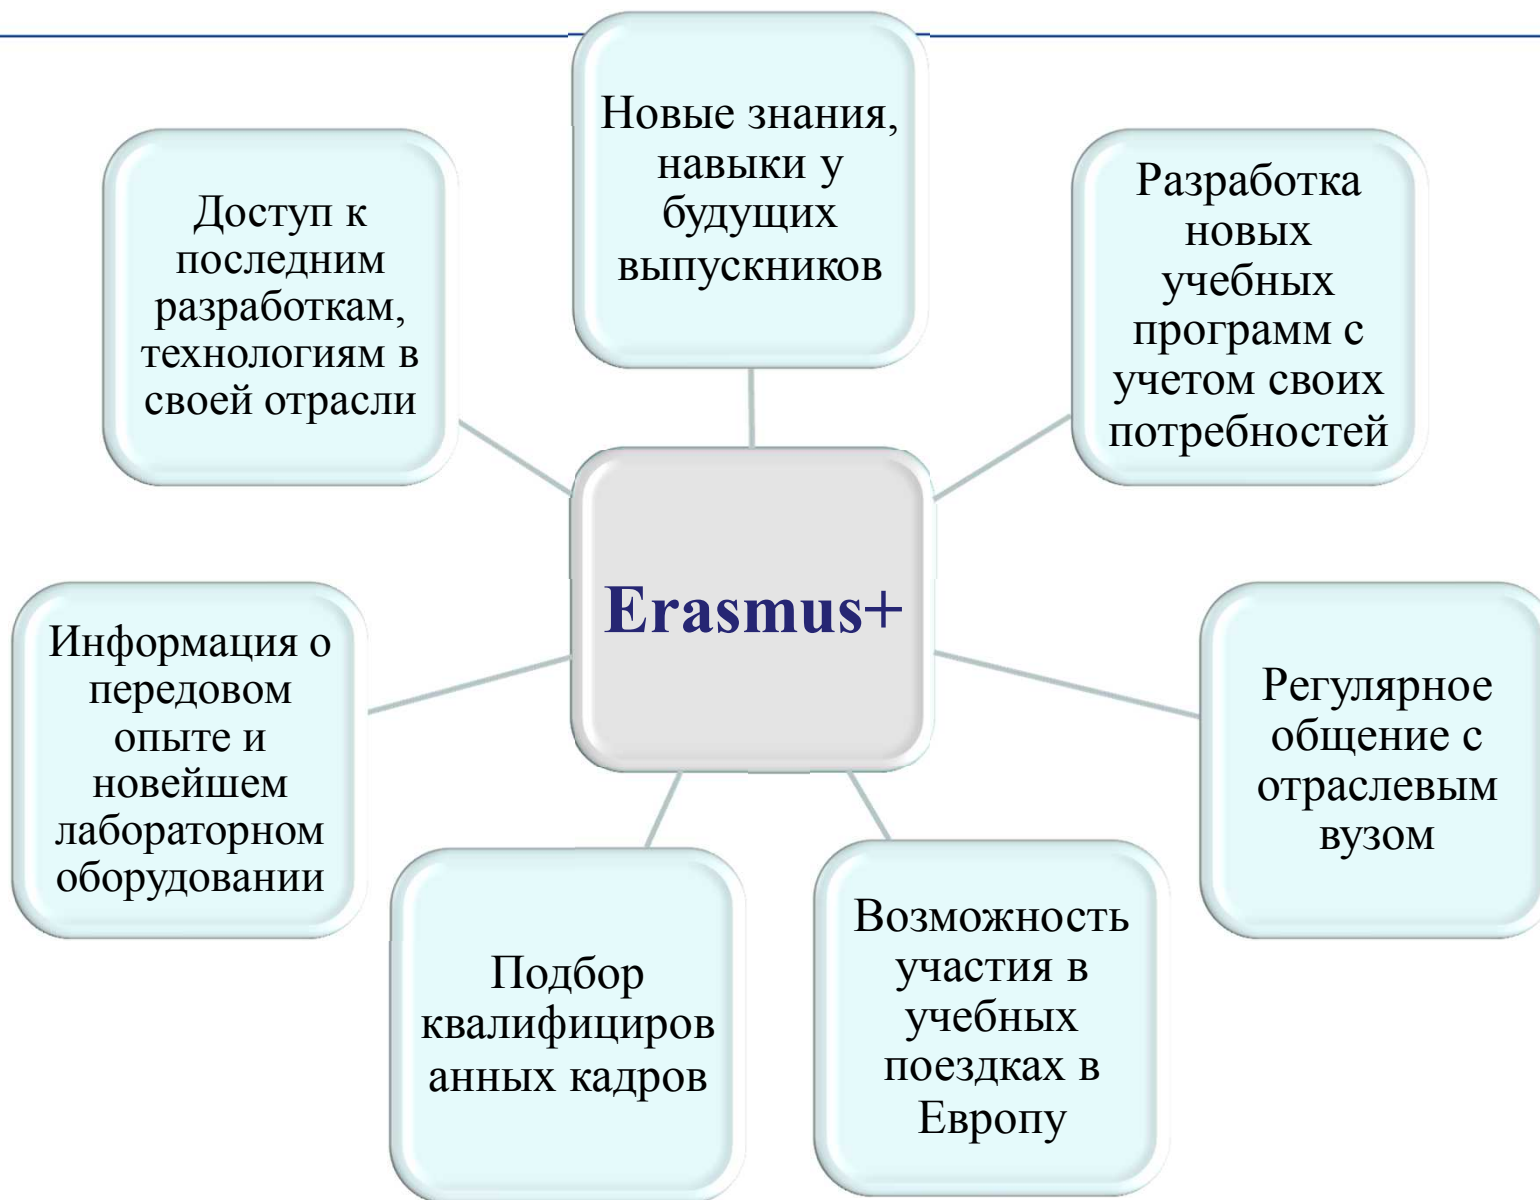 Новые знания,
навыки у
будущих
выпускников
Доступ к
последним
разработкам,
технологиям в
своей отрасли
Разработка
новых
учебных
программ с
учетом своих
потребностей
Erasmus+
Информация о
передовом
опыте и
новейшем
лабораторном
оборудовании
Регулярное
общение с
отраслевым
вузом
Подбор
квалифициров
анных кадров
Возможность
участия в
учебных
поездках в
Европу